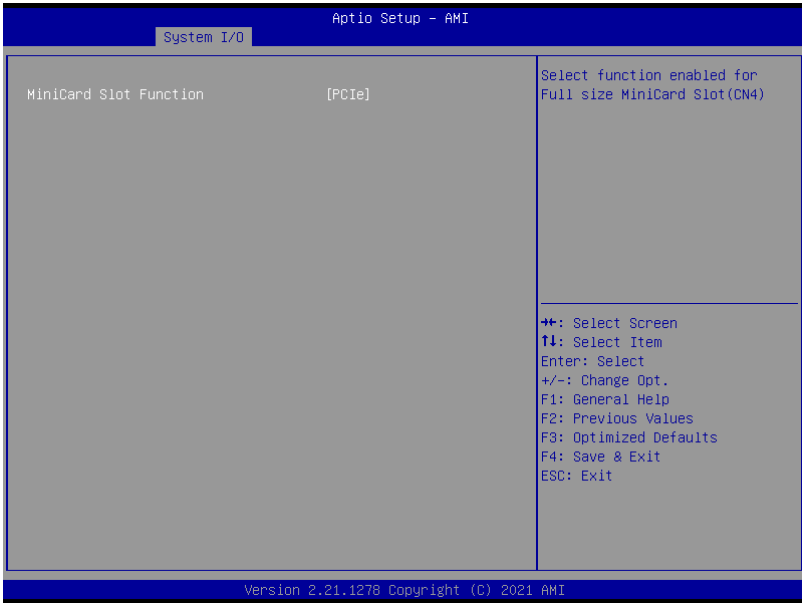 Aptio Setup – AMI
System I/O
MiniCard Slot Function [PCIe]
Select function enabled for
Full size MiniCard Slot(CN4)
→←: Select Screen
↑↓: Select Item
Enter: Select
+/-: Change Opt.
F1: General Help
F2: Previous Values
F3: Optimized Defaults
F4: Save & Exit
ESC: Exit
Version 2.21.1278 Copyright (C) 2021 AMI